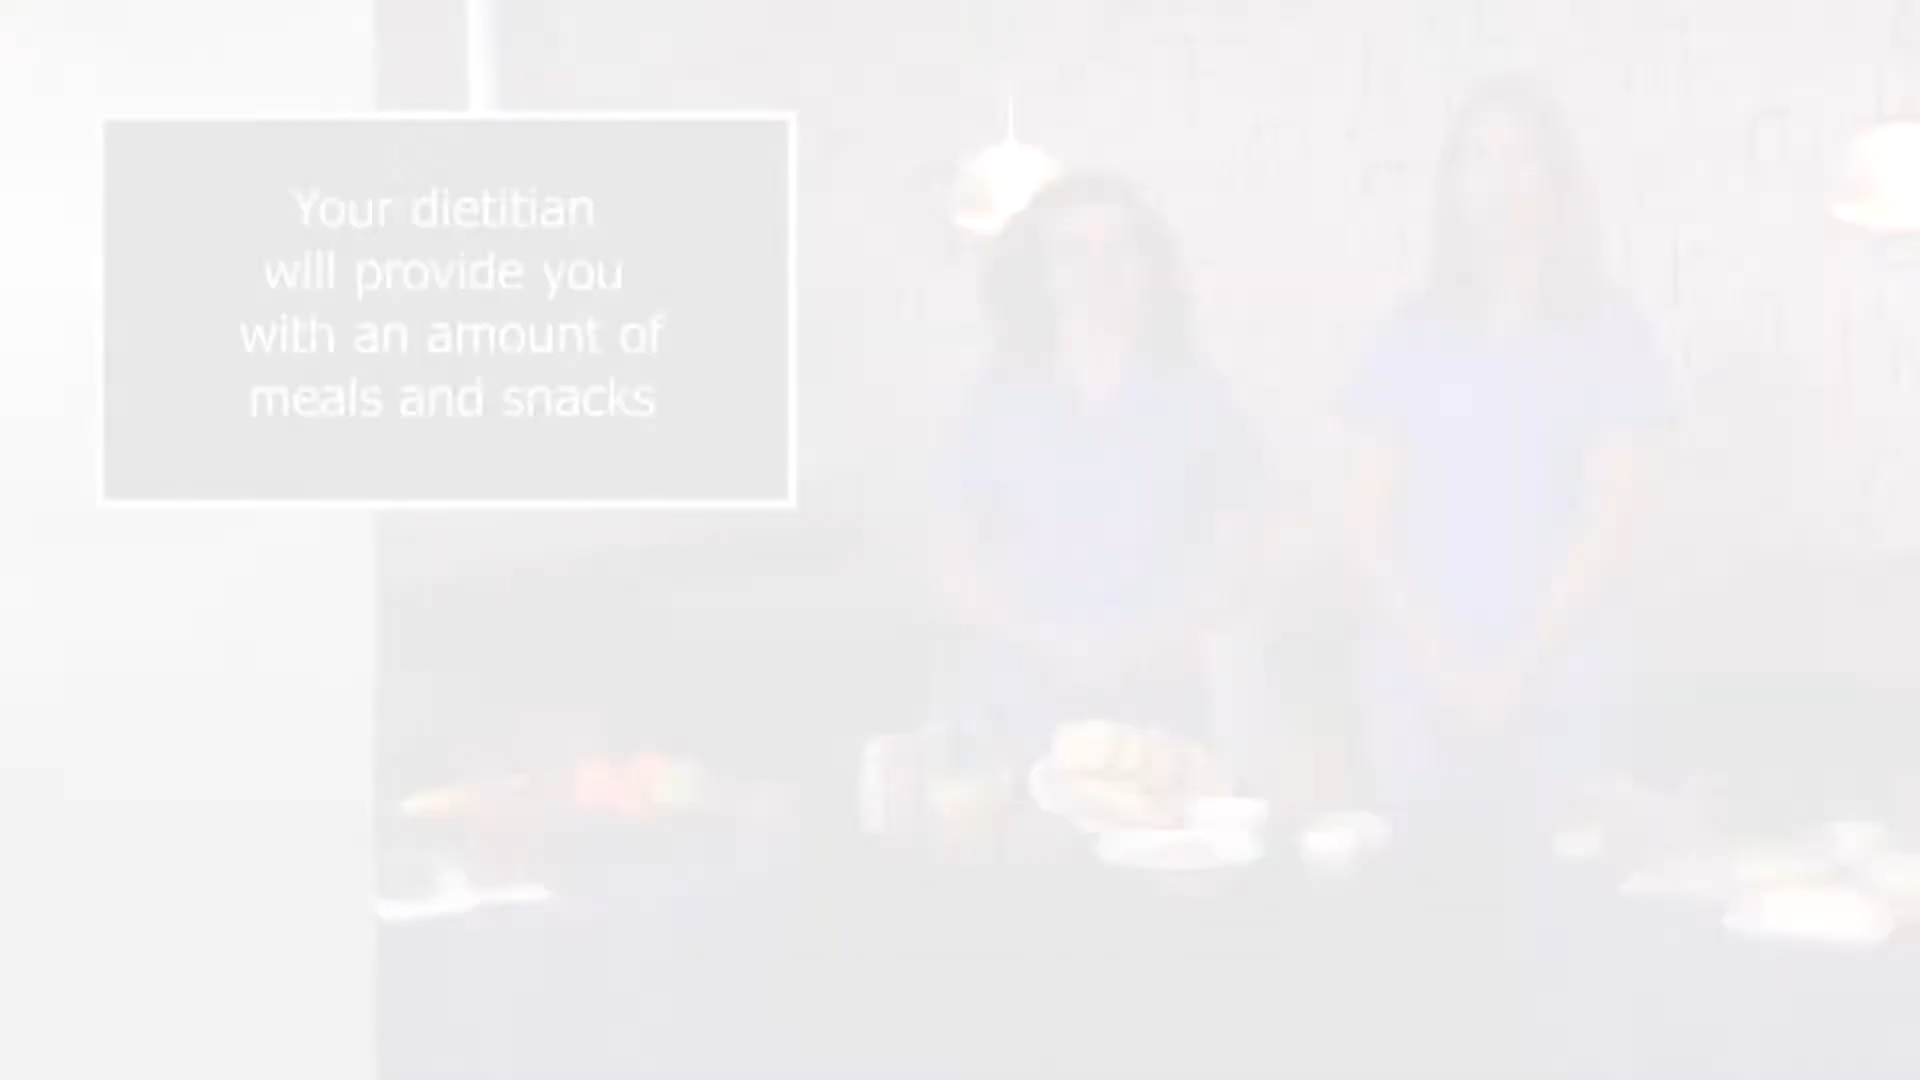 Your dietitian
will provide you
with an amount of
meals and snacks